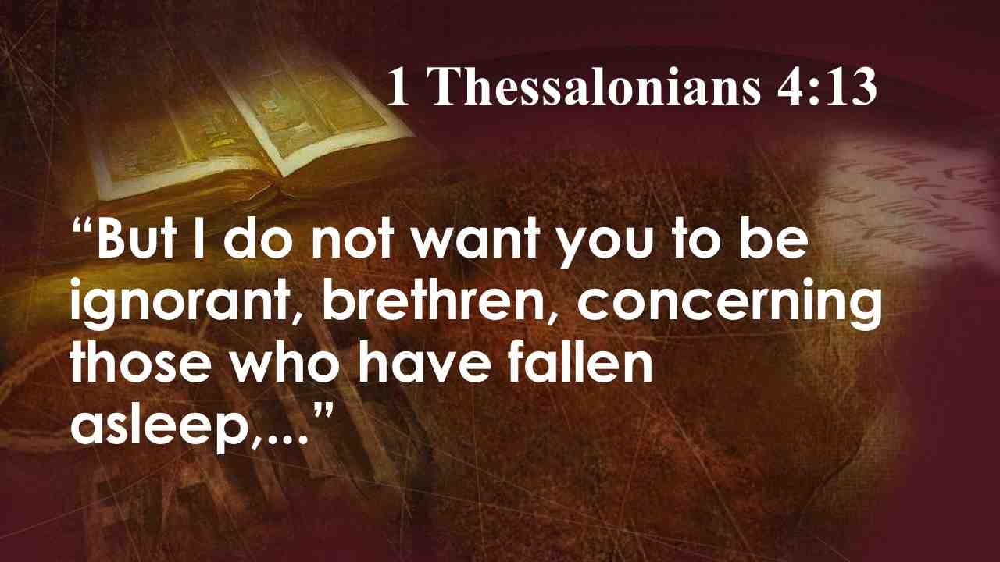 1 Thessalonians 4:13
“But I do not want you to be
ignorant, brethren, concerning
those who have fallen
asleep,...”